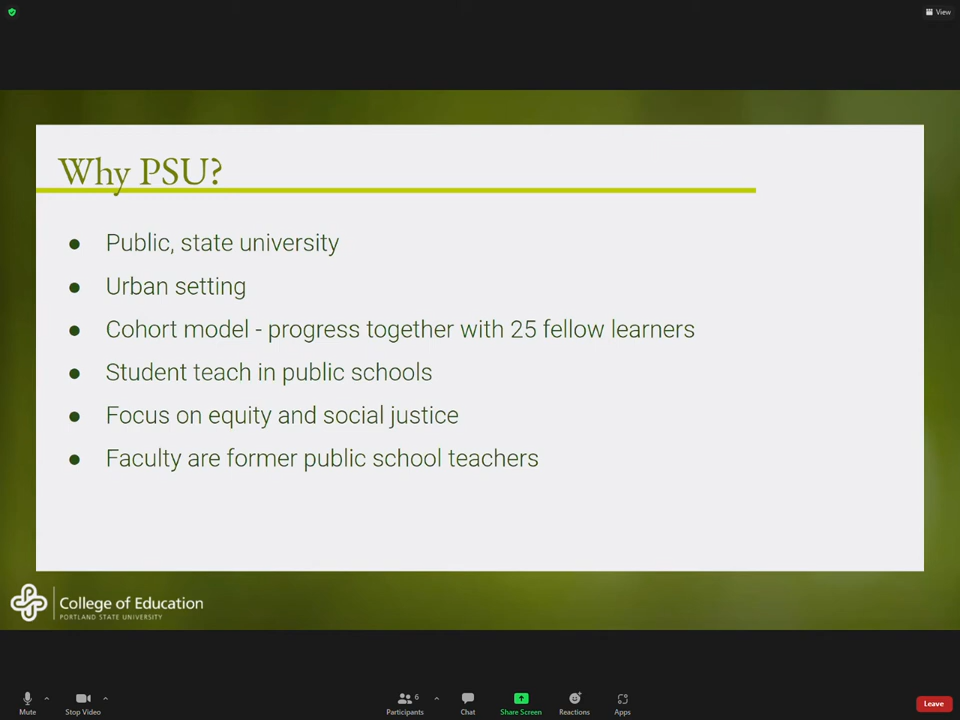 View
Why PSU?
● Public, state university
● Urban setting
● Cohort model - progress together with 25 fellow learners
● Student teach in public schools
● Focus on equity and social justice
● Faculty are former public school teachers
College of Education
PORTLAND STATE UNIVERSITY
Mute
Stop Video
Participants 6
Chat
Share Screen
Reactions
Apps
Leave